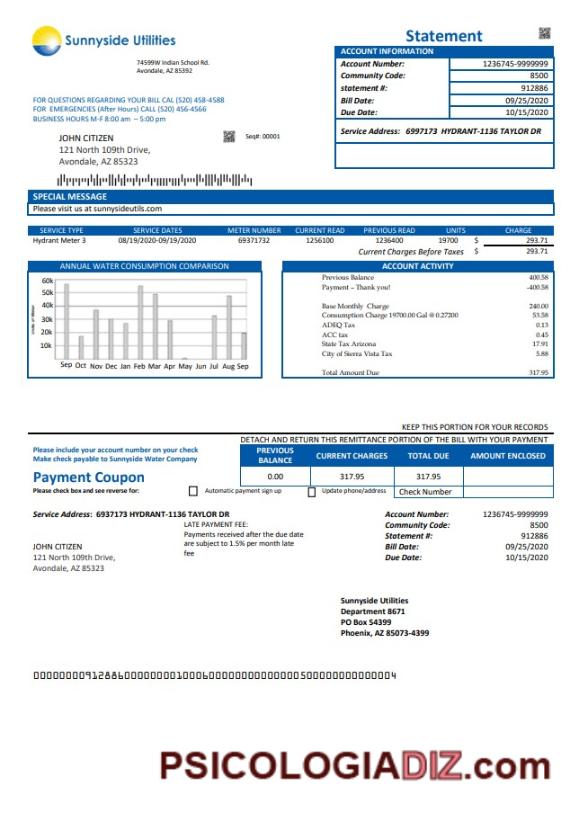 Sunnyside Utilities
Statement
74599W Indian School Rd.
Avondale, AZ 85392
ACCOUNT INFORMATION
Account Number: 1236745-9999999
Community Code: 8500
statement #: 912886
Bill Date: 09/25/2020
Due Date: 10/15/2020
Service Address: 6997173 HYDRANT-1136 TAYLOR DR
FOR QUESTIONS REGARDING YOUR BILL CAL (520) 458-4588
FOR EMERGENCIES (After Hours) CALL (520) 456-4566
BUSINESS HOURS M-F 8:00 am – 5:00 pm
JOHN CITIZEN
121 North 109th Drive,
Avondale, AZ 85323
Seq#: 00001
SPECIAL MESSAGE
Please visit us at sunnysideutils.com
SERVICE TYPE SERVICE DATES METER NUMBER CURRENT READ PREVIOUS READ UNITS CHARGE
Hydrant Meter 3 08/19/2020-09/19/2020 69371732 1256100 1236400 19700 $ 293.71
Current Charges Before Taxes $ 293.71
ANNUAL WATER CONSUMPTION COMPARISON
60k
50k
40k
30k
20k
10k
Sep Oct Nov Dec Jan Feb Mar Apr May Jun Jul Aug Sep
ACCOUNT ACTIVITY
Previous Balance 400.58
Payment – Thank you! -400.58
Base Monthly Charge 240.00
Consumption Charge 19700.00 Gal @ 0.27200 53.58
ADEQ Tax 0.13
ACC tax 0.45
State Tax Arizona 17.91
City of Sierra Vista Tax 5.88
Total Amount Due 317.95
KEEP THIS PORTION FOR YOUR RECORDS
DETACH AND RETURN THIS REMITTANCE PORTION OF THE BILL WITH YOUR PAYMENT
Please include your account number on your check
Make check payable to Sunnyside Water Company
Payment Coupon
PREVIOUS BALANCE CURRENT CHARGES TOTAL DUE AMOUNT ENCLOSED
0.00 317.95 317.95
Please check box and see reverse for: Automatic payment sign up Update phone/address Check Number
Service Address: 6937173 HYDRANT-1136 TAYLOR DR
LATE PAYMENT FEE:
Payments received after the due date
are subject to 1.5% per month late
fee
JOHN CITIZEN
121 North 109th Drive,
Avondale, AZ 85323
Account Number: 1236745-9999999
Community Code: 8500
Statement #: 912886
Bill Date: 09/25/2020
Due Date: 10/15/2020
Sunnyside Utilities
Department 8671
PO Box 54399
Phoenix, AZ 85073-4399
PSICOLOGIADIZ.com